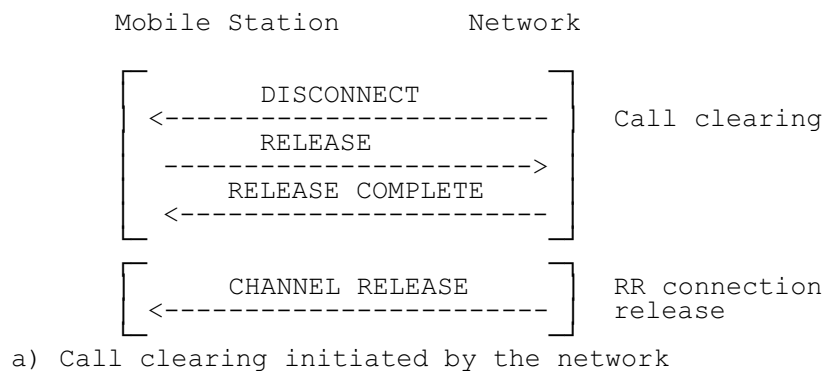 Mobile Station Network
DISCONNECT
<------------------------ Call clearing
RELEASE
----------------------->
RELEASE COMPLETE
<-----------------------
CHANNEL RELEASE RR connection
<------------------------ release
a) Call clearing initiated by the network